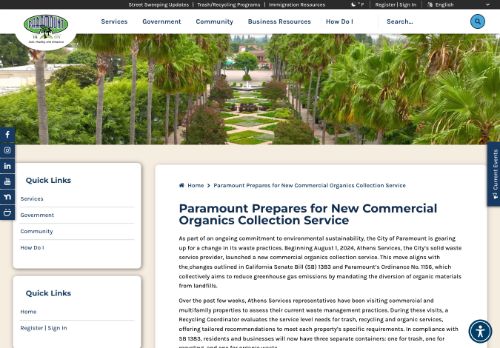 Street Sweeping Updates | Trash/Recycling Programs | Immigration Resources
°F | Register | Sign In
English
PARAMOUNT
Services Government Community Business Resources How Do I
Search...
Current Events
Quick Links
Services
Government
Community
How Do I
Quick Links
Home
Register | Sign In
Home > Paramount Prepares for New Commercial Organics Collection Service
Paramount Prepares for New Commercial
Organics Collection Service
As part of an ongoing commitment to environmental sustainability, the City of Paramount is gearing
up for a change in its waste practices. Beginning August 1, 2024, Athens Services, the City's solid waste
service provider, launched a new commercial organics collection service. This move aligns with
the changes outlined in California Senate Bill (SB) 1383 and Paramount's Ordinance No. 1156, which
collectively aims to reduce greenhouse gas emissions by mandating the diversion of organic materials
from landfills.
Over the past few weeks, Athens Services representatives have been visiting commercial and
multifamily properties to assess their current waste management practices. During these visits, a
Recycling Coordinator evaluates the service level needs for trash, recycling and organic services,
offering tailored recommendations to meet each property's specific requirements. In compliance with
SB 1383, residents and businesses will now have three separate containers: one for trash, one for
recycling, and one for organic waste.